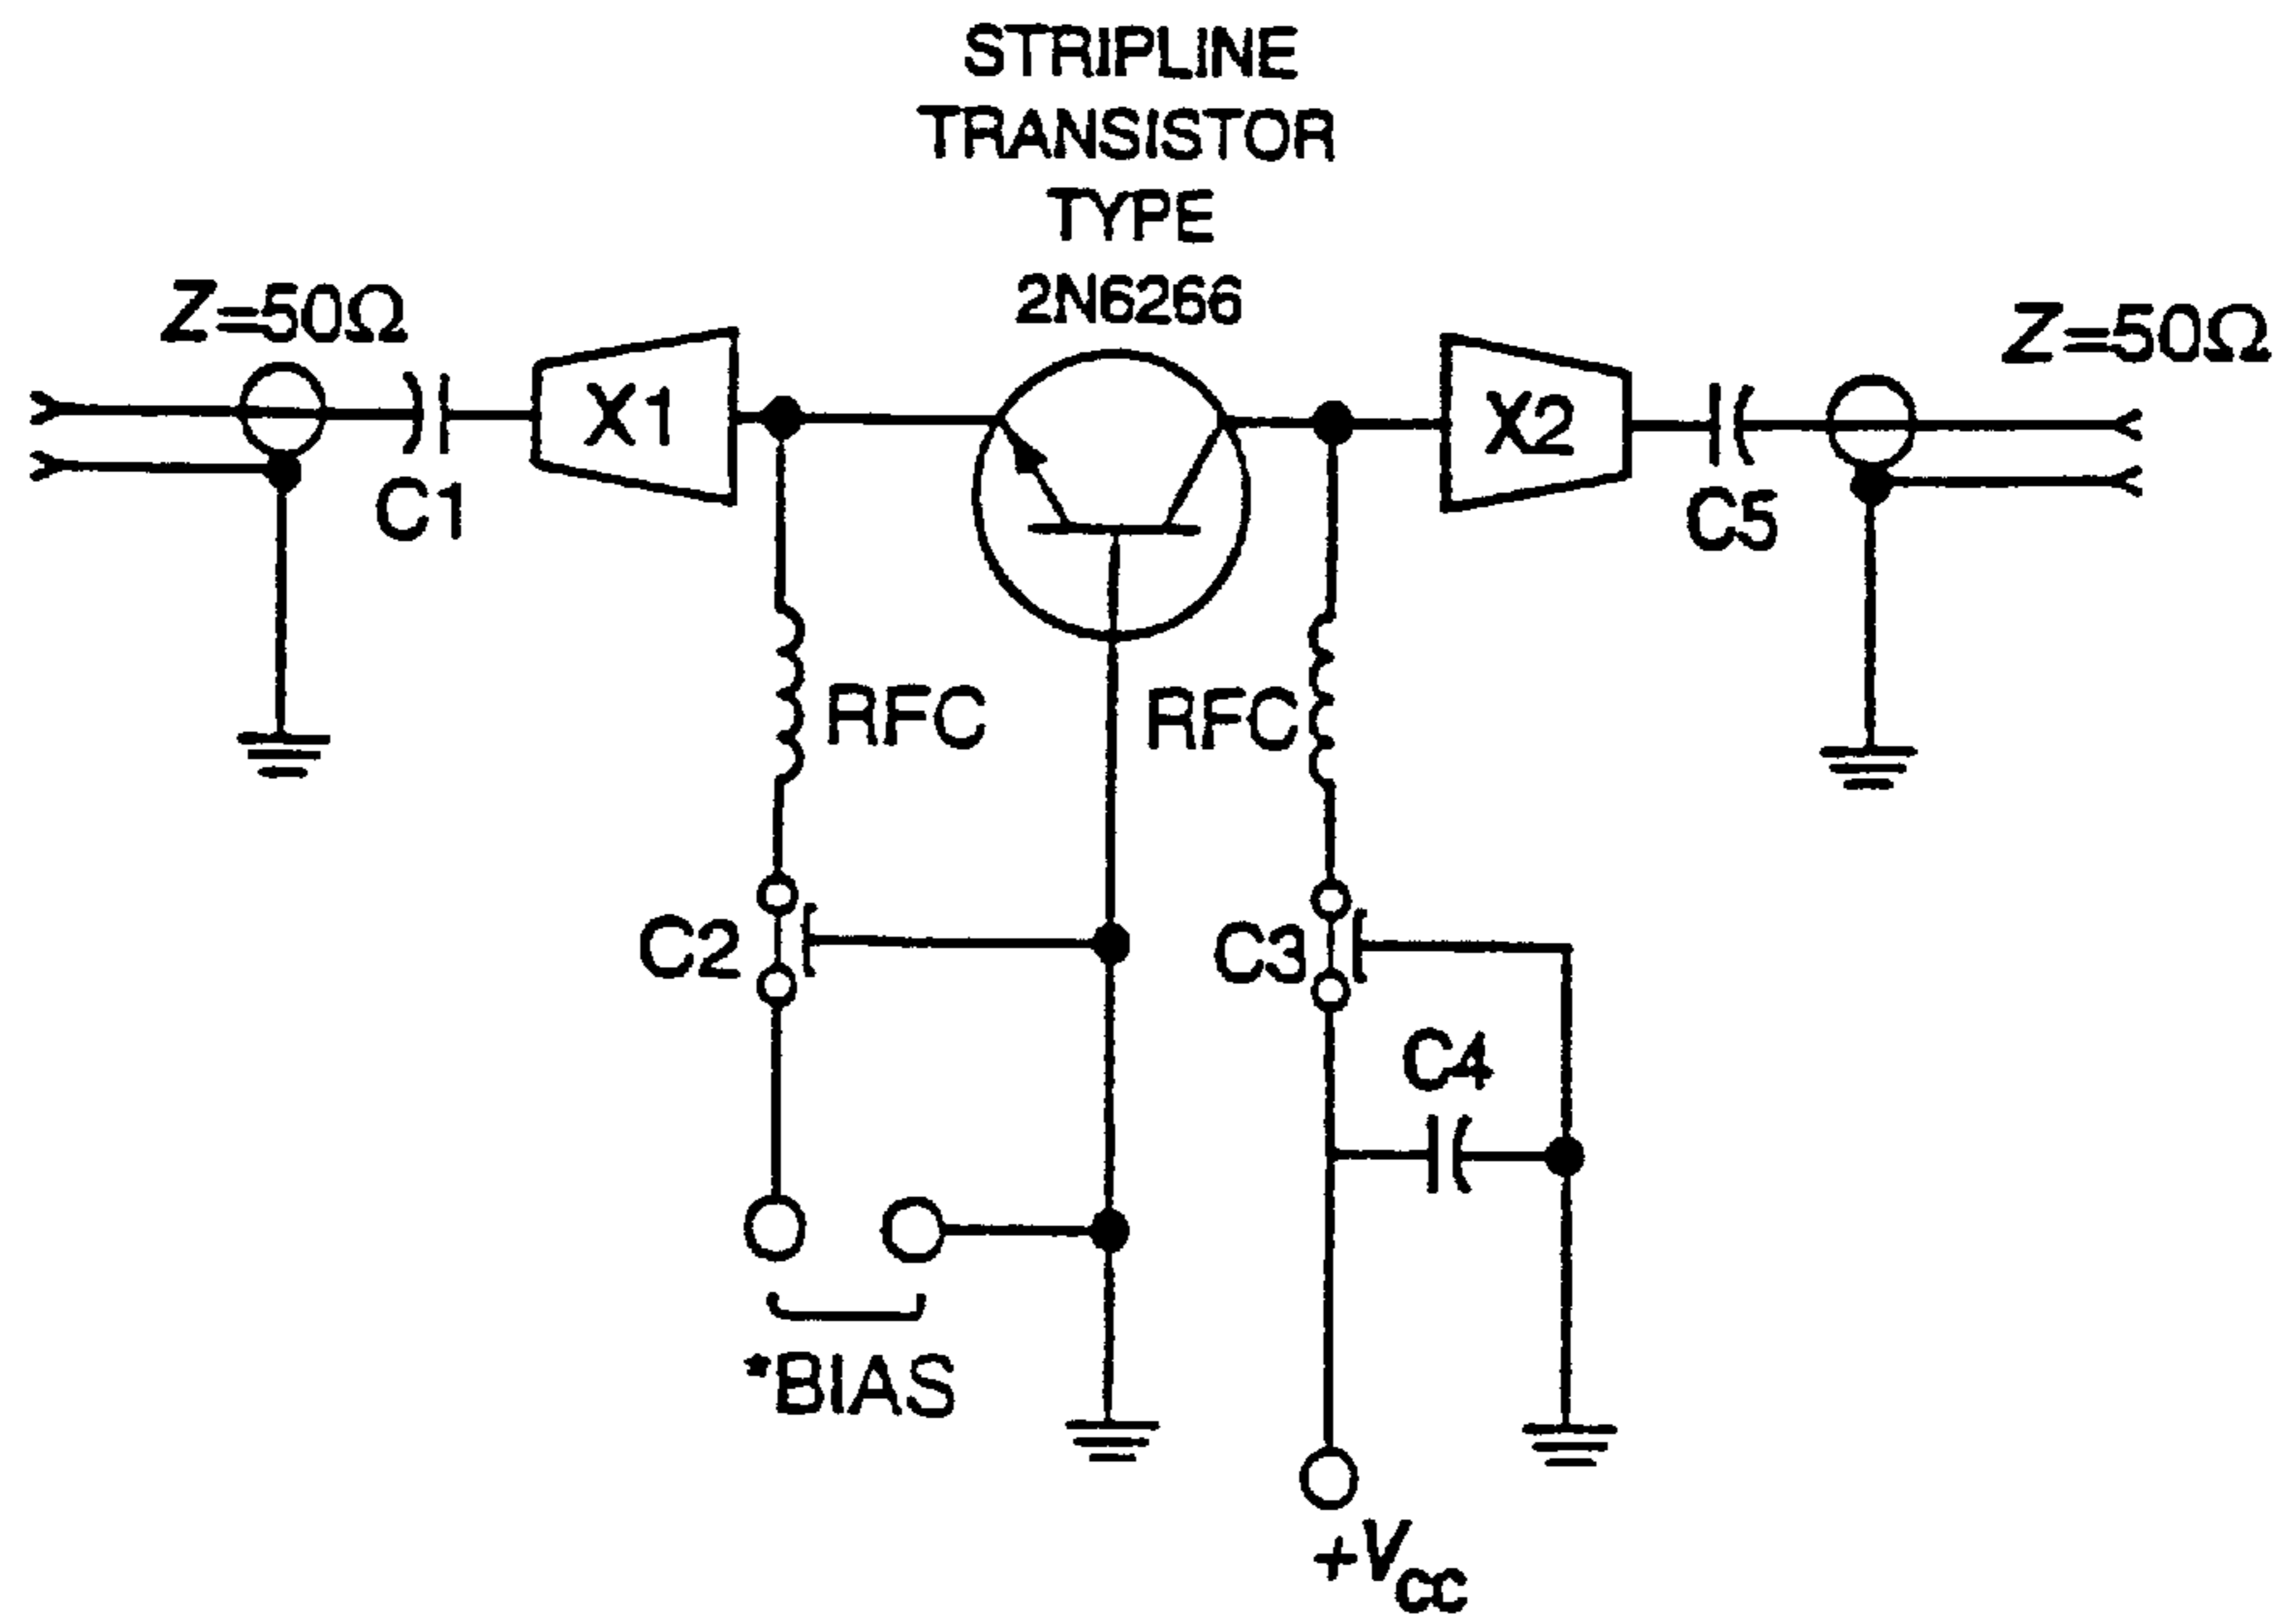 STRIPLINE
TRANSISTOR
TYPE
2N6266
Z=50Ω
Z=50Ω
X1
X2
C1
C5
RFC
RFC
C2
C3
C4
*BIAS
+VCC